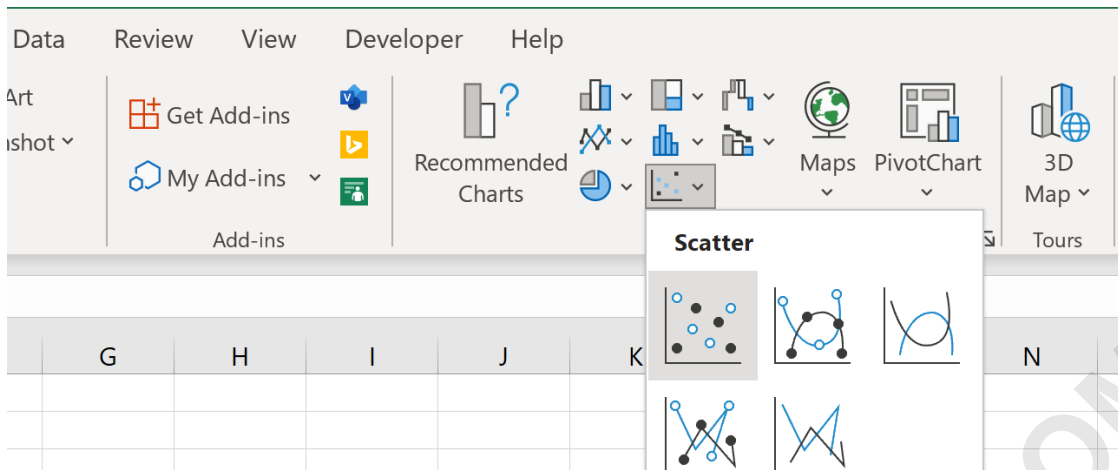 Data Review View Developer Help
Art
shot
Get Add-ins
My Add-ins
Add-ins
Recommended
Charts
Maps
PivotChart
3D
Map
Tours
Scatter
G H I J K N